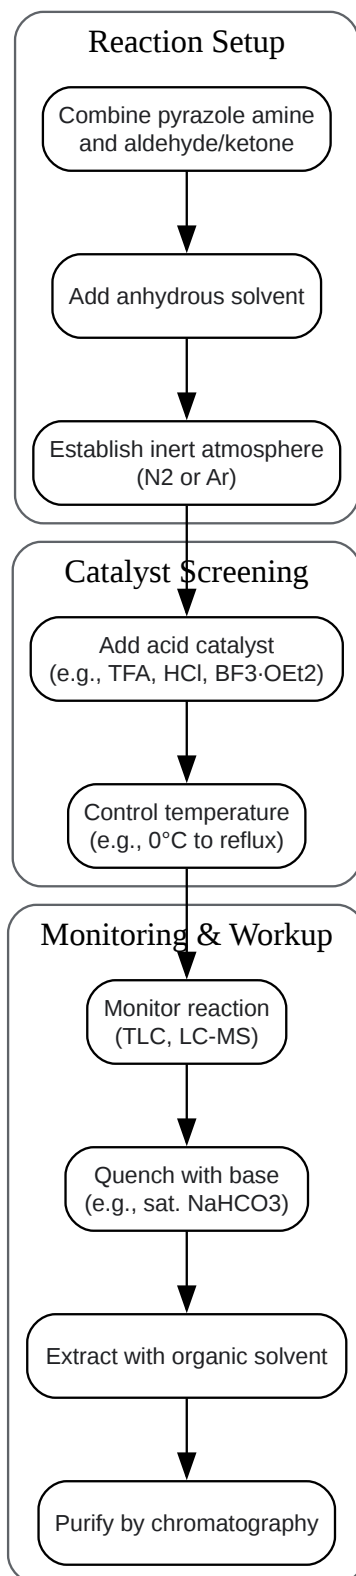 Reaction Setup
Combine pyrazole amine
and aldehyde/ketone
Add anhydrous solvent
Establish inert atmosphere
(N2 or Ar)
Catalyst Screening
Add acid catalyst
(e.g., TFA, HCl, BF3·OEt2)
Control temperature
(e.g., 0°C to reflux)
Monitoring & Workup
Monitor reaction
(TLC, LC-MS)
Quench with base
(e.g., sat. NaHCO3)
Extract with organic solvent
Purify by chromatography